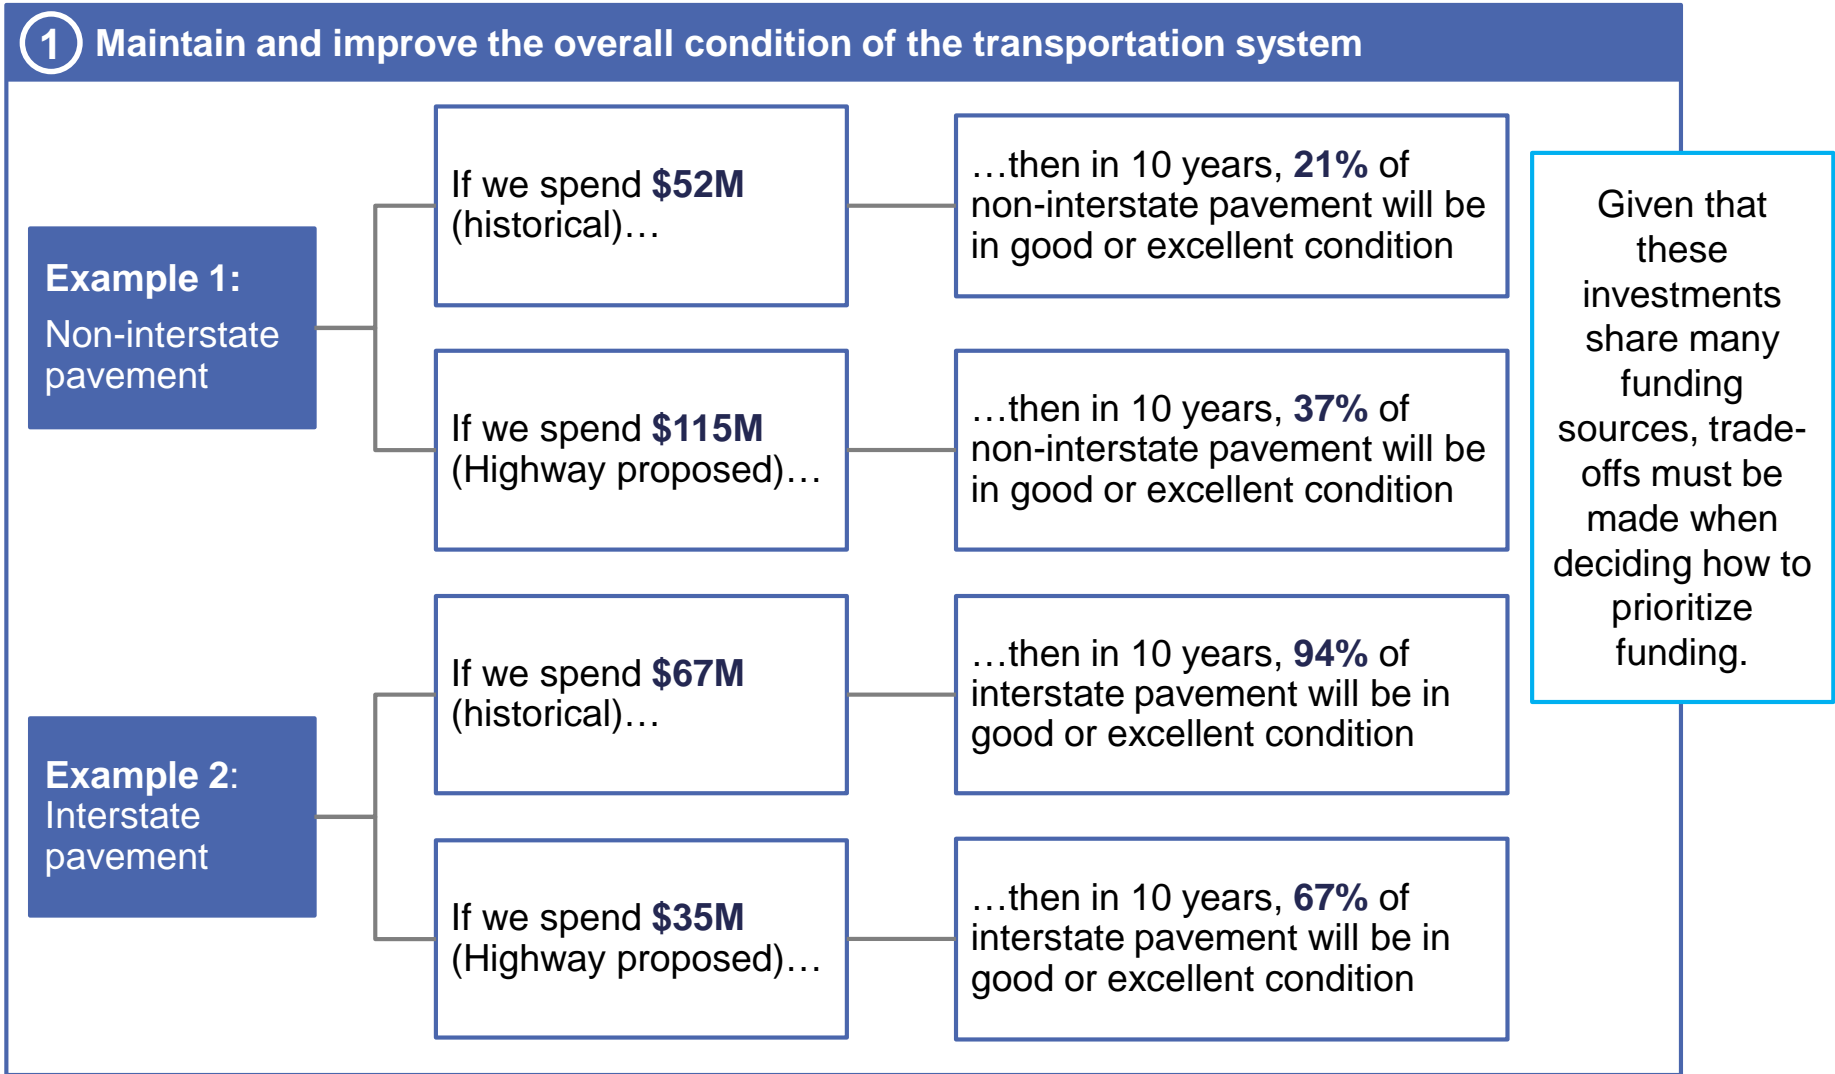 1 Maintain and improve the overall condition of the transportation system
Example 1:
Non-interstate
pavement
If we spend $52M
(historical)…
…then in 10 years, 21% of
non-interstate pavement will be
in good or excellent condition
If we spend $115M
(Highway proposed)…
…then in 10 years, 37% of
non-interstate pavement will be
in good or excellent condition
Example 2:
Interstate
pavement
If we spend $67M
(historical)…
…then in 10 years, 94% of
interstate pavement will be in
good or excellent condition
If we spend $35M
(Highway proposed)…
…then in 10 years, 67% of
interstate pavement will be in
good or excellent condition
Given that
these
investments
share many
funding
sources, trade-
offs must be
made when
deciding how to
prioritize
funding.